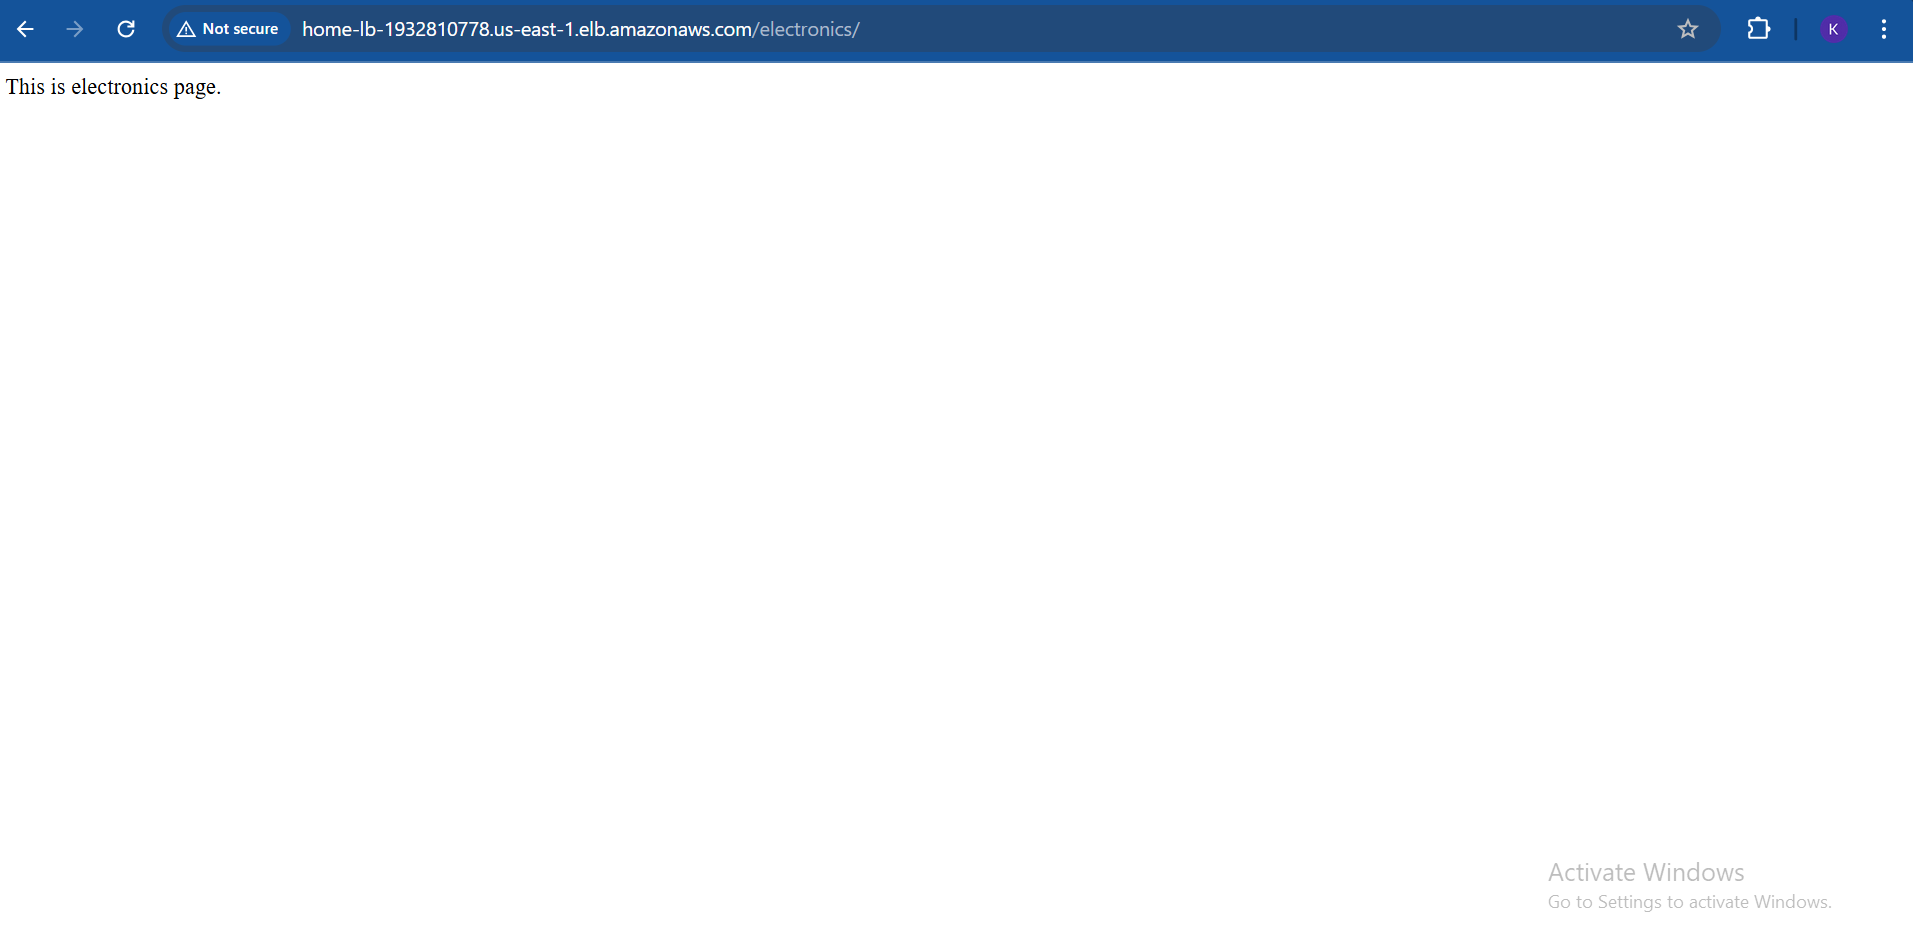 Not secure home-lb-1932810778.us-east-1.elb.amazonaws.com/electronics/ K
This is electronics page.
Activate Windows
Go to Settings to activate Windows.